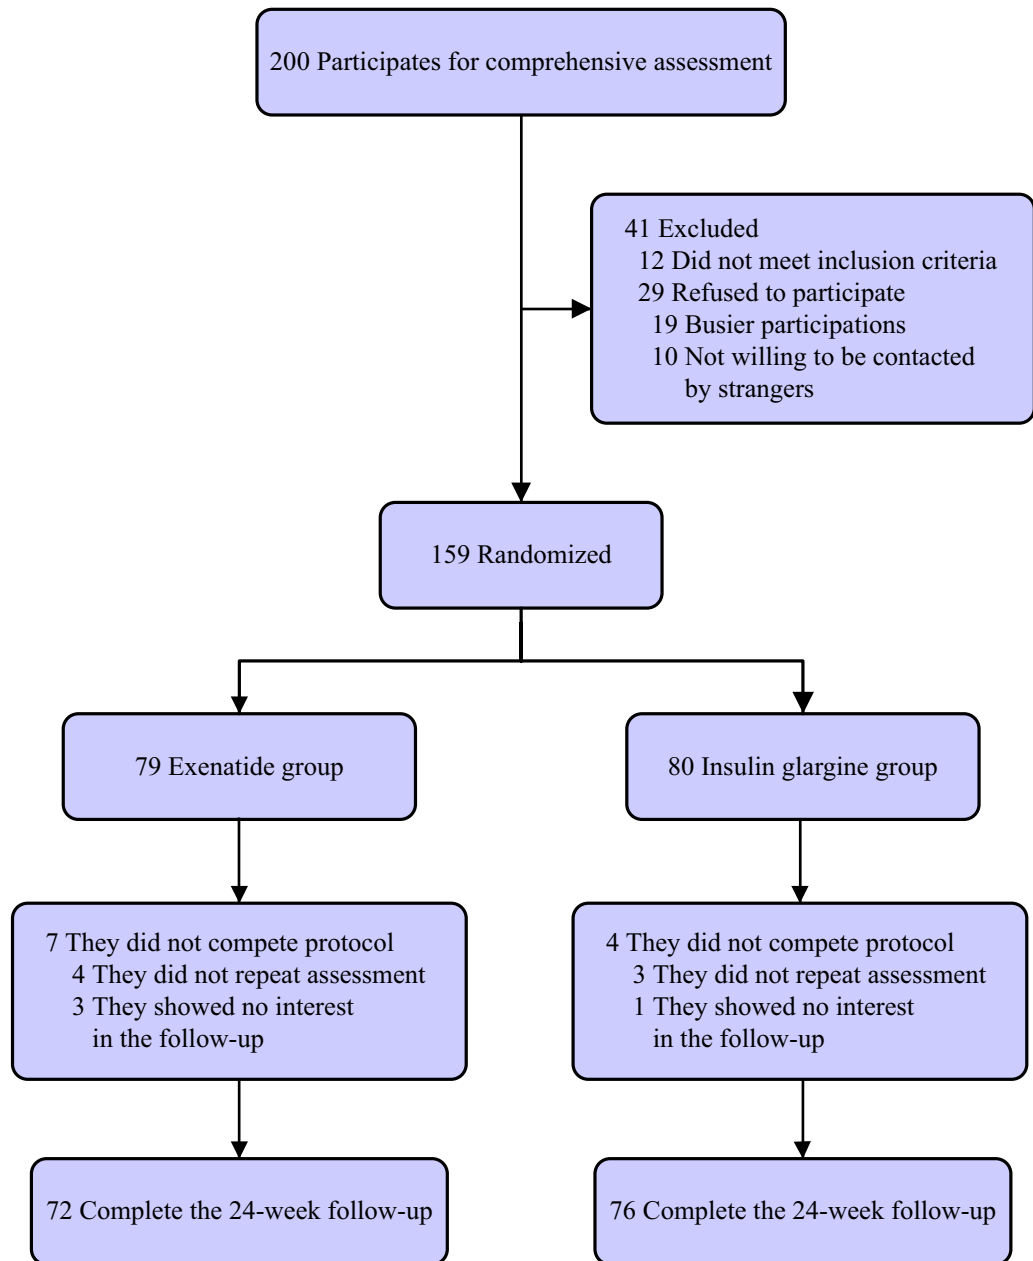 200 Participates for comprehensive assessment
41 Excluded
12 Did not meet inclusion criteria
29 Refused to participate
19 Busier participations
10 Not willing to be contacted
by strangers
159 Randomized
79 Exenatide group
80 Insulin glargine group
7 They did not compete protocol
4 They did not repeat assessment
3 They showed no interest
in the follow-up
4 They did not compete protocol
3 They did not repeat assessment
1 They showed no interest
in the follow-up
72 Complete the 24-week follow-up
76 Complete the 24-week follow-up